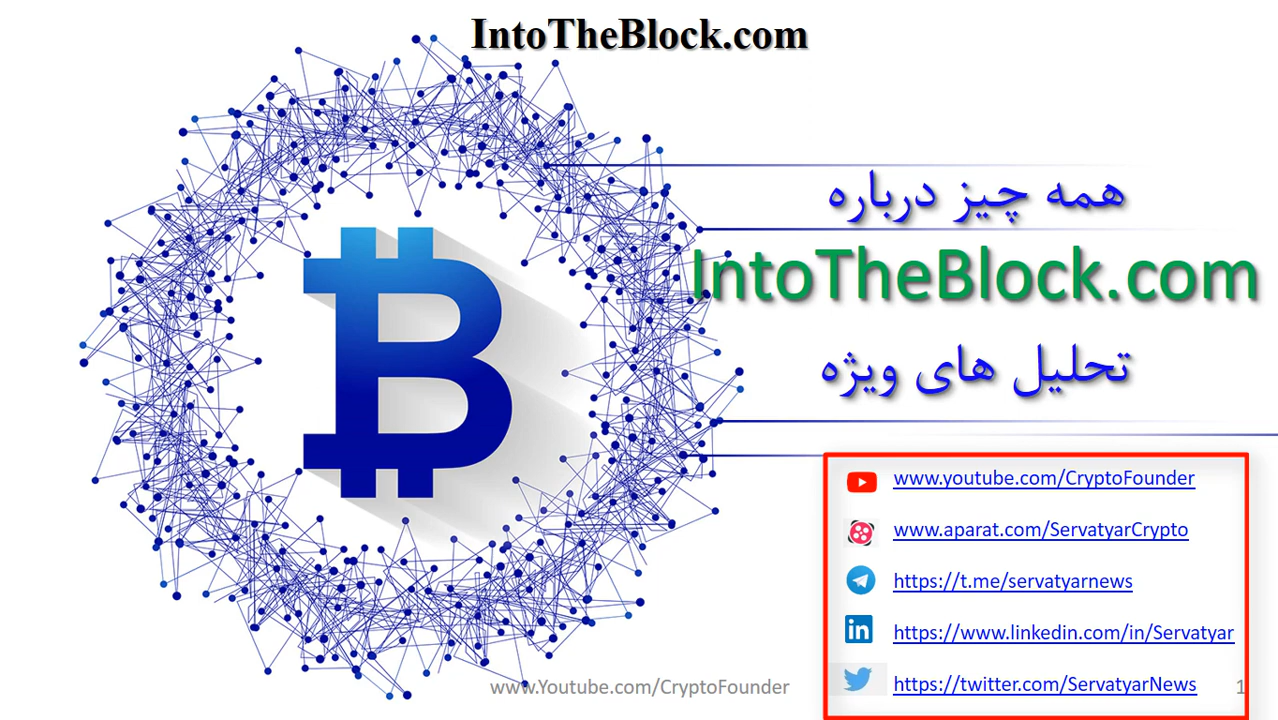 IntoTheBlock.com
همه چیز درباره
IntoTheBlock.com
تحلیل های ویژه
www.youtube.com/CryptoFounder
www.aparat.com/ServatyarCrypto
https://t.me/servatyarnews
https://www.linkedin.com/in/Servatyar
https://twitter.com/ServatyarNews
www.Youtube.com/CryptoFounder
1